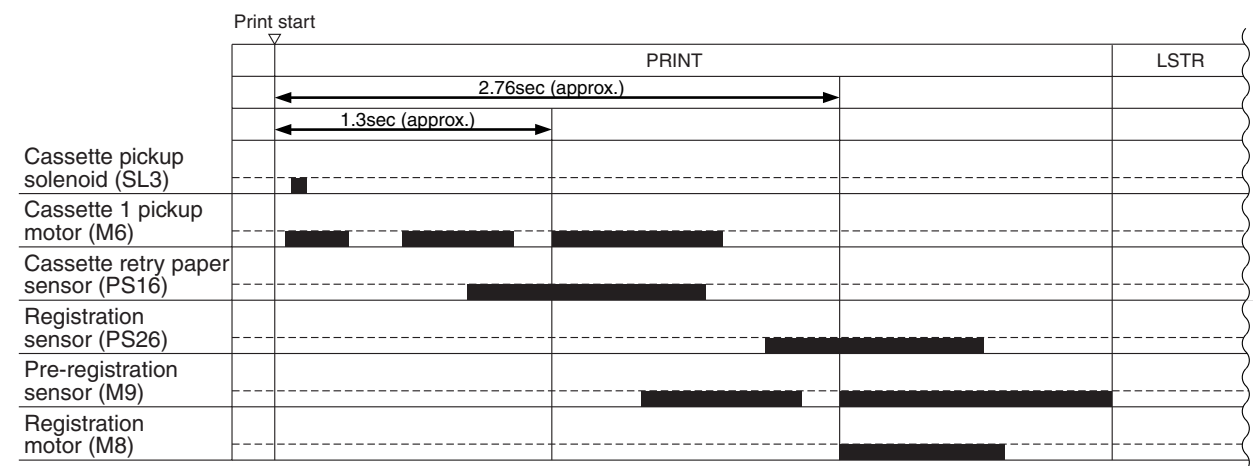 Print start
PRINT
LSTR
2.76sec (approx.)
1.3sec (approx.)
Cassette pickup
solenoid (SL3)
Cassette 1 pickup
motor (M6)
Cassette retry paper
sensor (PS16)
Registration
sensor (PS26)
Pre-registration
sensor (M9)
Registration
motor (M8)